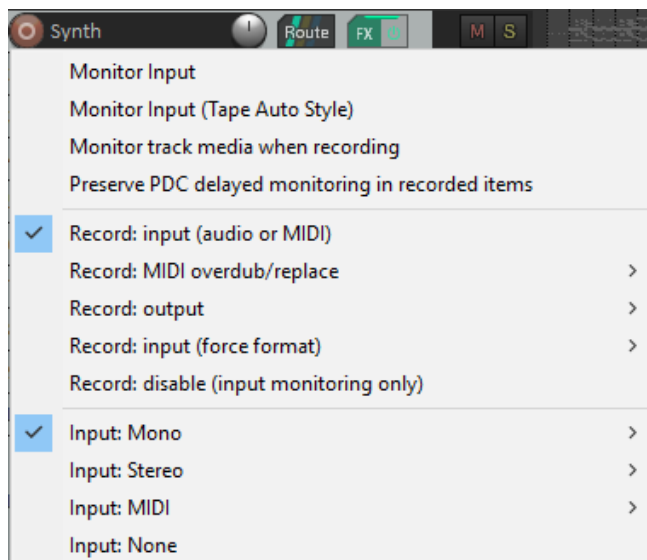 Synth Route FX M S
Monitor Input
Monitor Input (Tape Auto Style)
Monitor track media when recording
Preserve PDC delayed monitoring in recorded items
Record: input (audio or MIDI)
Record: MIDI overdub/replace
Record: output
Record: input (force format)
Record: disable (input monitoring only)
Input: Mono
Input: Stereo
Input: MIDI
Input: None